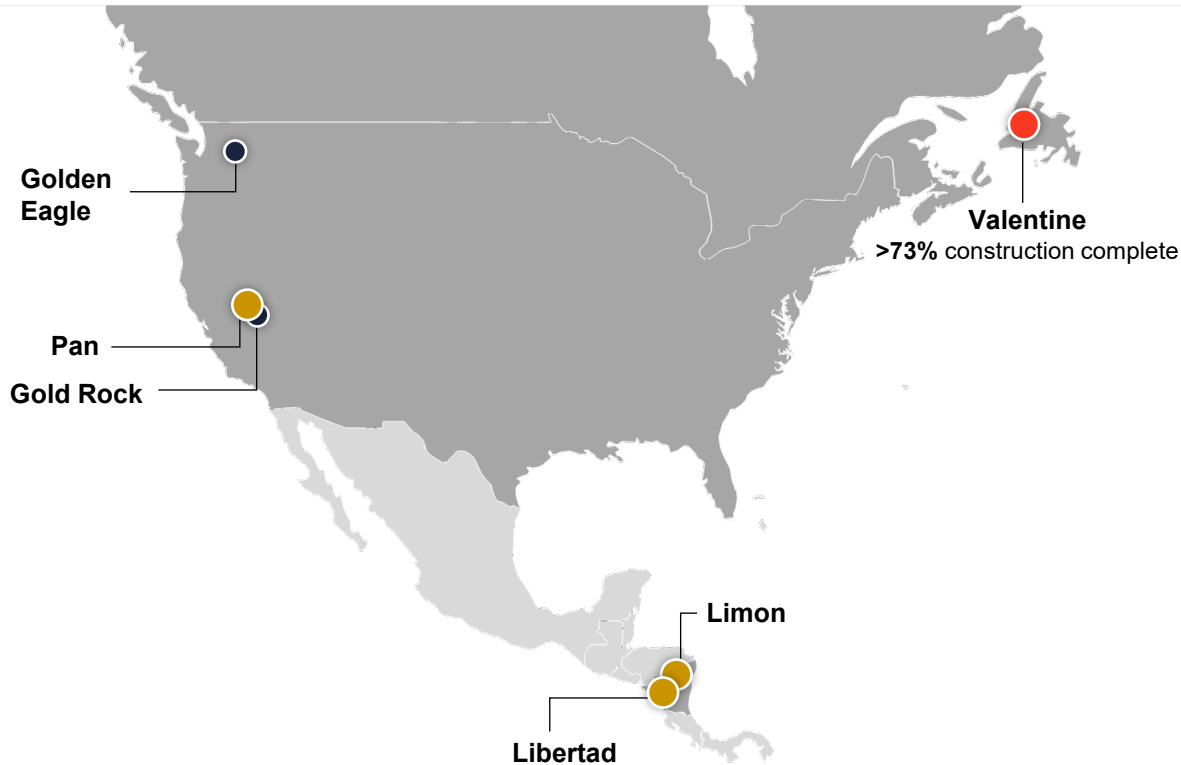 Golden
Eagle
Valentine
>73% construction complete
Pan
Gold Rock
Limon
Libertad